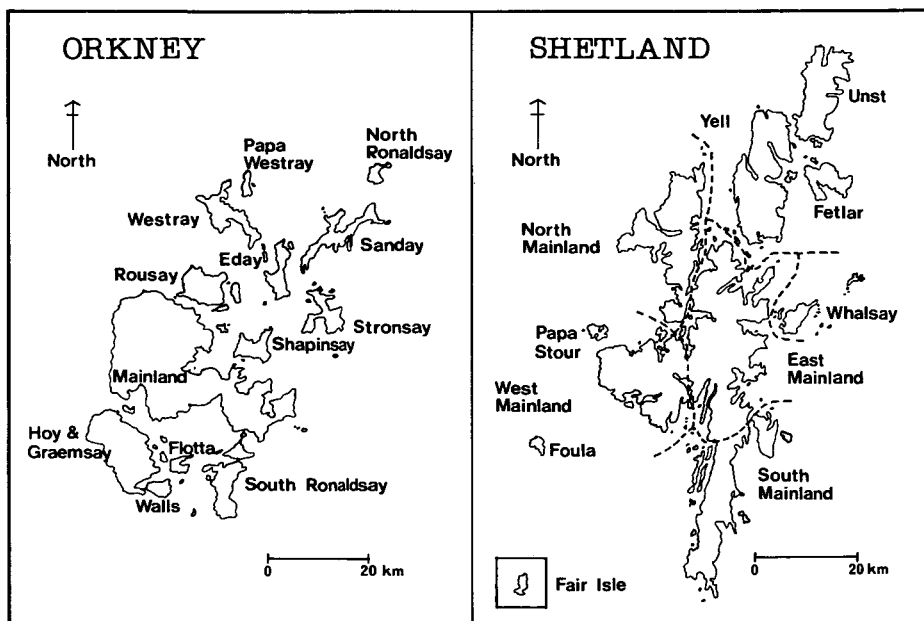 ORKNEY
North
Papa
Westray
North
Ronaldsay
Westray
Eday
Sanday
Rousay
Stronsay
Shapinsay
Mainland
Hoy &
Graemsay
Flotta
Walls
South Ronaldsay
0 20 km
SHETLAND
North
Unst
Yell
Fetlar
North
Mainland
Whalsay
Papa
Stour
East
Mainland
West
Mainland
Foula
South
Mainland
0 20 km
Fair Isle